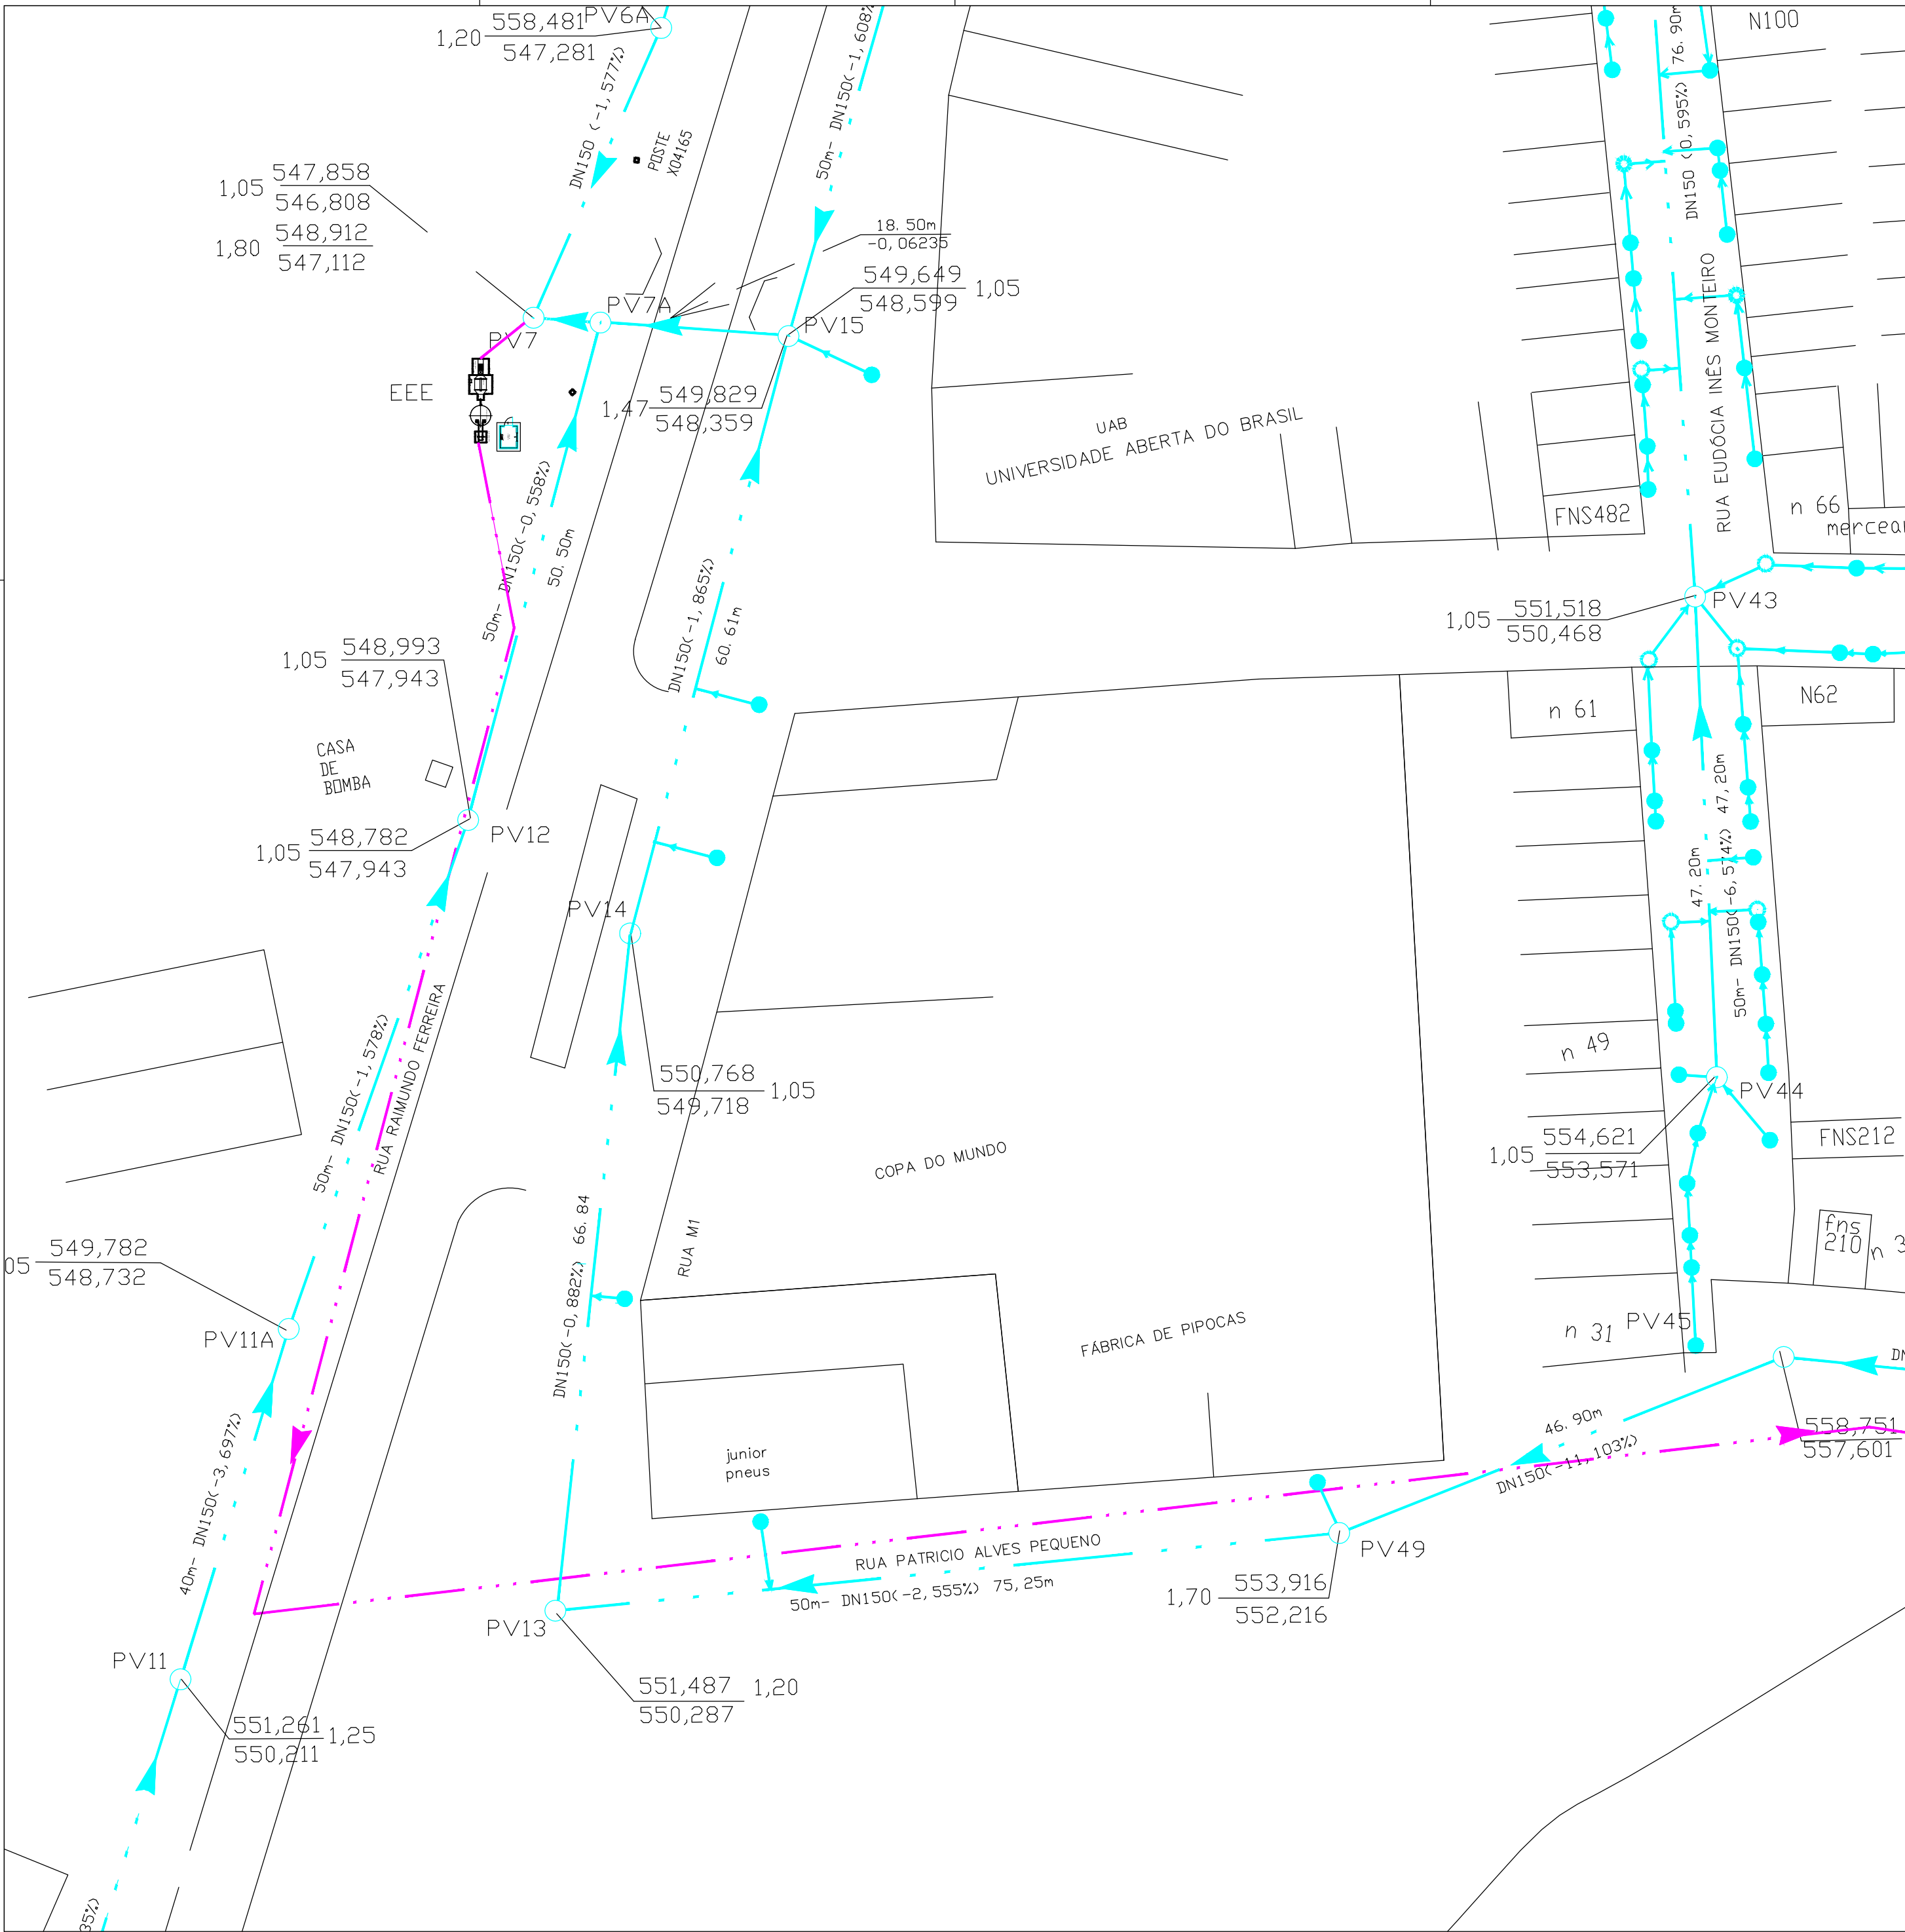 PV6A
558,481
1,20
547,281
DN150 (-1,577%)
50m- DN150(-1,608%
POSTE
X04165
N100
76.90m
DN150 (0,595%)
547,858
1,05
546,808
548,912
1,80
547,112
18.50m
-0,06235
549,649
1,05
548,599
PV7A
PV15
PV7
EEE
549,829
1,47
548,359
UAB
UNIVERSIDADE ABERTA DO BRASIL
RUA EUDÓCIA INÊS MONTEIRO
FNS482
n 66
mercear
50m- DN150(-0,558%)
50.50m
DN150(-1,865%)
60.61m
551,518
1,05
550,468
PV43
548,993
1,05
547,943
n 61
N62
CASA
DE
BOMBA
548,782
1,05
547,943
PV12
PV14
47.20m
50m- DN150(-6,574%) 47,20m
50m- DN150(-1,578%)
RUA RAIMUNDO FERREIRA
550,768
1,05
549,718
n 49
PV44
COPA DO MUNDO
554,621
1,05
553,571
FNS212
fns
210
n 3
549,782
05
548,732
RUA M1
DN150(-0,882%) 66.84
PV11A
FÁBRICA DE PIPOCAS
n 31
PV45
DN
40m- DN150(-3,697%)
junior
pneus
46.90m
DN150(-11,103%)
558,751
557,601
RUA PATRICIO ALVES PEQUENO
50m- DN150(-2,555%) 75,25m
PV49
553,916
1,70
552,216
PV13
PV11
551,487
1,20
550,287
551,261
1,25
550,211
35%)